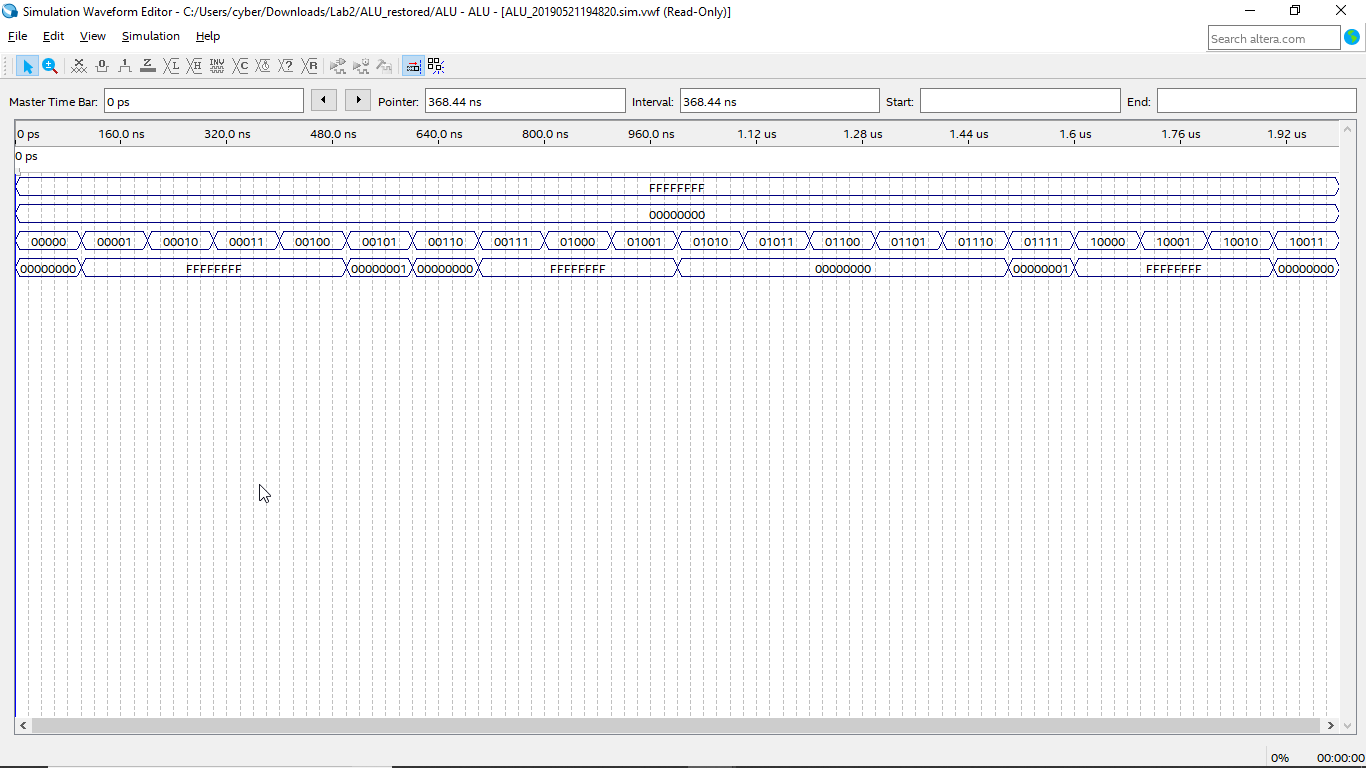 Simulation Waveform Editor - C:/Users/cyber/Downloads/Lab2/ALU_restored/ALU - ALU - [ALU_20190521194820.sim.vwf (Read-Only)]
File Edit View Simulation Help
Search altera.com
Master Time Bar: 0 ps Pointer: 368.44 ns Interval: 368.44 ns Start: End:
0 ps 160.0 ns 320.0 ns 480.0 ns 640.0 ns 800.0 ns 960.0 ns 1.12 us 1.28 us 1.44 us 1.6 us 1.76 us 1.92 us
0 ps
FFFFFFFF
00000000
00000 00001 00010 00011 00100 00101 00110 00111 01000 01001 01010 01011 01100 01101 01110 01111 10000 10001 10010 10011
00000000 FFFFFFFF 00000001 00000000 FFFFFFFF 00000000 00000001 FFFFFFFF 00000000
0% 00:00:00